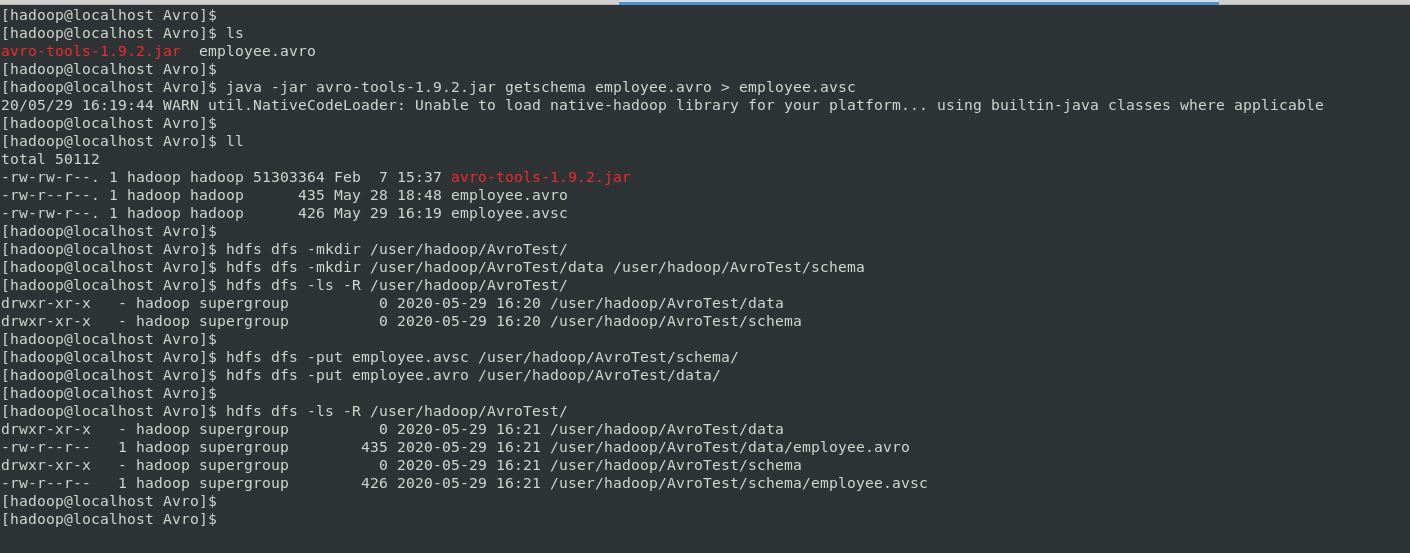 [hadoop@localhost Avro]$
[hadoop@localhost Avro]$ ls
avro-tools-1.9.2.jar  employee.avro
[hadoop@localhost Avro]$
[hadoop@localhost Avro]$ java -jar avro-tools-1.9.2.jar getschema employee.avro > employee.avsc
20/05/29 16:19:44 WARN util.NativeCodeLoader: Unable to load native-hadoop library for your platform... using builtin-java classes where applicable
[hadoop@localhost Avro]$
[hadoop@localhost Avro]$ ll
total 50112
-rw-rw-r--. 1 hadoop hadoop 51303364 Feb  7 15:37 avro-tools-1.9.2.jar
-rw-r--r--. 1 hadoop hadoop      435 May 28 18:48 employee.avro
-rw-rw-r--. 1 hadoop hadoop      426 May 29 16:19 employee.avsc
[hadoop@localhost Avro]$
[hadoop@localhost Avro]$ hdfs dfs -mkdir /user/hadoop/AvroTest/
[hadoop@localhost Avro]$ hdfs dfs -mkdir /user/hadoop/AvroTest/data /user/hadoop/AvroTest/schema
[hadoop@localhost Avro]$ hdfs dfs -ls -R /user/hadoop/AvroTest/
drwxr-xr-x   - hadoop supergroup          0 2020-05-29 16:20 /user/hadoop/AvroTest/data
drwxr-xr-x   - hadoop supergroup          0 2020-05-29 16:20 /user/hadoop/AvroTest/schema
[hadoop@localhost Avro]$
[hadoop@localhost Avro]$ hdfs dfs -put employee.avsc /user/hadoop/AvroTest/schema/
[hadoop@localhost Avro]$ hdfs dfs -put employee.avro /user/hadoop/AvroTest/data/
[hadoop@localhost Avro]$
[hadoop@localhost Avro]$ hdfs dfs -ls -R /user/hadoop/AvroTest/
drwxr-xr-x   - hadoop supergroup          0 2020-05-29 16:21 /user/hadoop/AvroTest/data
-rw-r--r--   1 hadoop supergroup        435 2020-05-29 16:21 /user/hadoop/AvroTest/data/employee.avro
drwxr-xr-x   - hadoop supergroup          0 2020-05-29 16:21 /user/hadoop/AvroTest/schema
-rw-r--r--   1 hadoop supergroup        426 2020-05-29 16:21 /user/hadoop/AvroTest/schema/employee.avsc
[hadoop@localhost Avro]$
[hadoop@localhost Avro]$